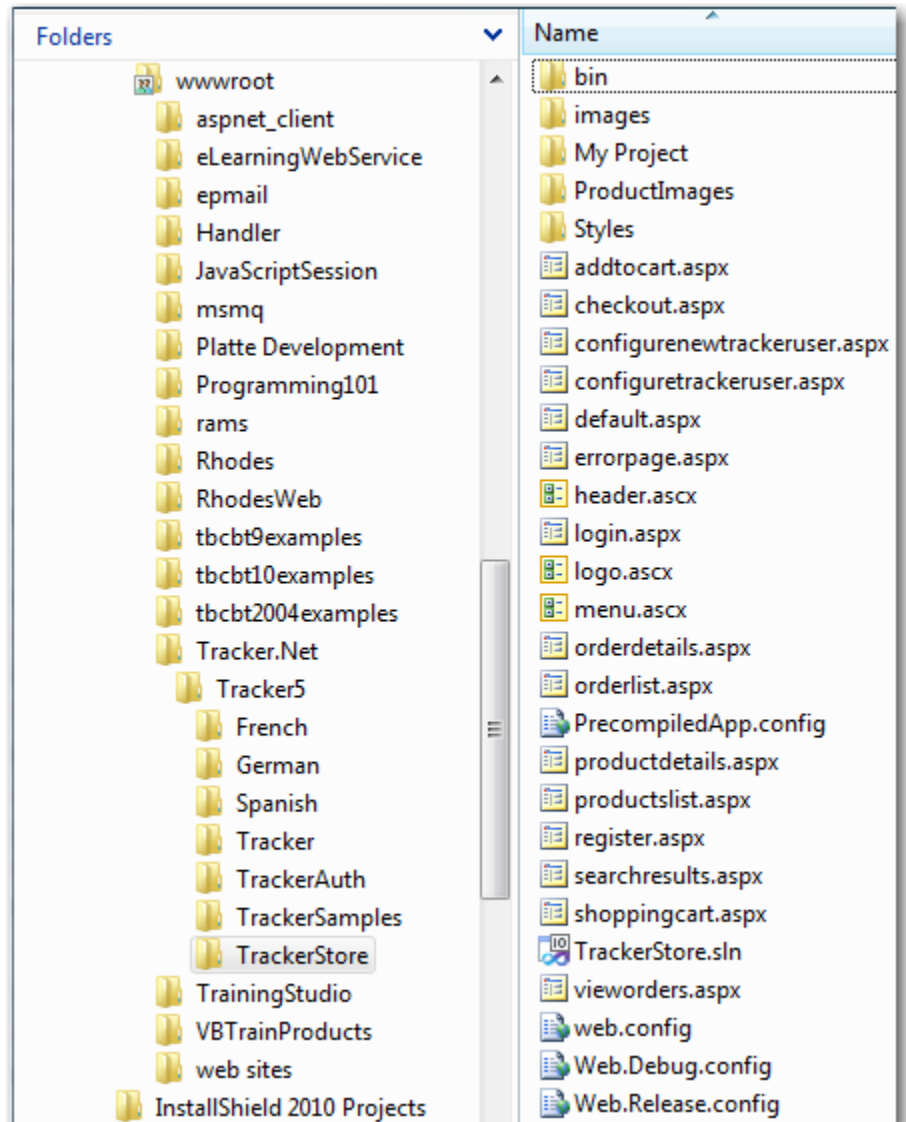 Folders
wwwroot
aspnet_client
eLearningWebService
epmail
Handler
JavaScriptSession
msmq
Platte Development
Programming101
rams
Rhodes
RhodesWeb
tbcbt9examples
tbcbt10examples
tbcbt2004examples
Tracker.Net
Tracker5
French
German
Spanish
Tracker
TrackerAuth
TrackerSamples
TrackerStore
TrainingStudio
VBTrainProducts
web sites
InstallShield 2010 Projects
Name
bin
images
My Project
ProductImages
Styles
addtocart.aspx
checkout.aspx
configurenewtrackeruser.aspx
configuretrackeruser.aspx
default.aspx
errorpage.aspx
header.ascx
login.aspx
logo.ascx
menu.ascx
orderdetails.aspx
orderlist.aspx
PrecompiledApp.config
productdetails.aspx
productslist.aspx
register.aspx
searchresults.aspx
shoppingcart.aspx
TrackerStore.sln
vieworders.aspx
web.config
Web.Debug.config
Web.Release.config